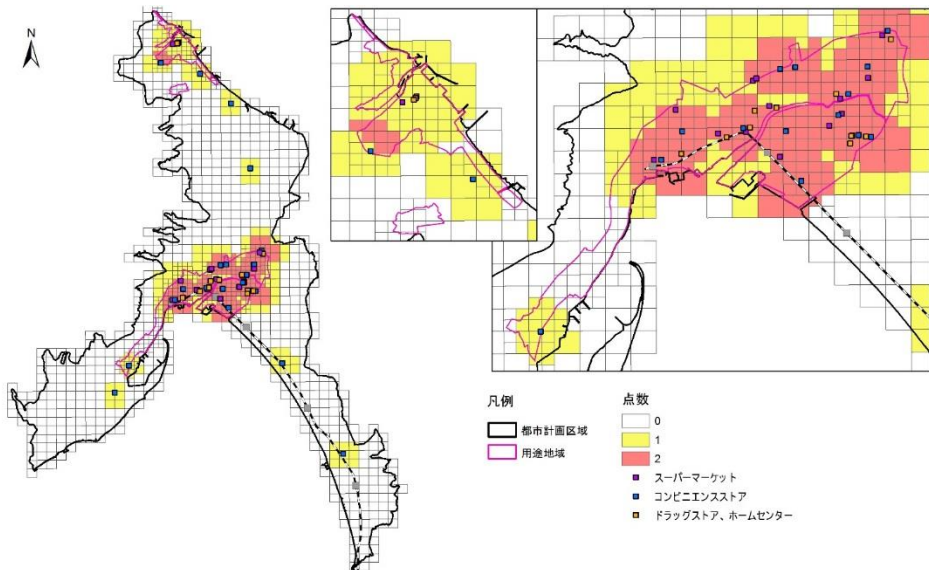 N
凡例
都市計画区域
用途地域
点数
0
1
2
スーパーマーケット
コンビニエンスストア
ドラッグストア、ホームセンター